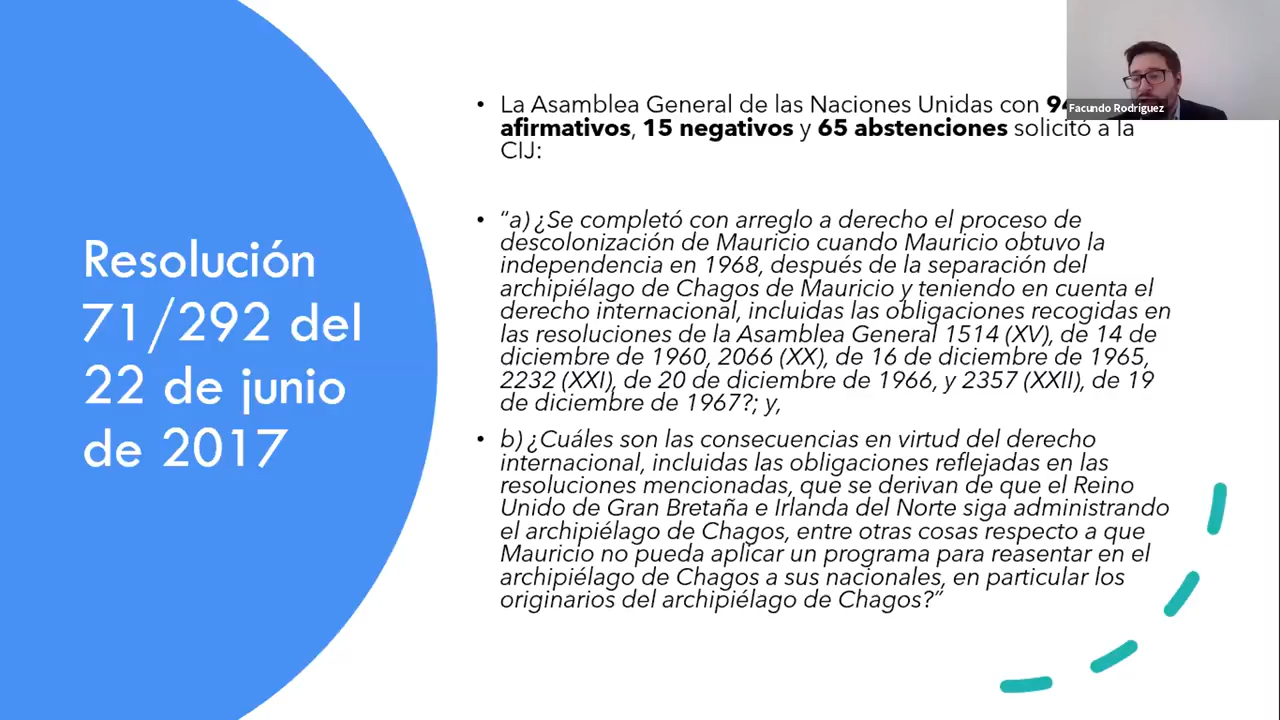 Resolución
71/292 del
22 de junio
de 2017
• La Asamblea General de las Naciones Unidas con
afirmativos, 15 negativos y 65 abstenciones solicitó a la
CIJ:
• “a) ¿Se completó con arreglo a derecho el proceso de
descolonización de Mauricio cuando Mauricio obtuvo la
independencia en 1968, después de la separación del
archipiélago de Chagos de Mauricio y teniendo en cuenta el
derecho internacional, incluidas las obligaciones recogidas en
las resoluciones de la Asamblea General 1514 (XV), de 14 de
diciembre de 1960, 2066 (XX), de 16 de diciembre de 1965,
2232 (XXI), de 20 de diciembre de 1966, y 2357 (XXII), de 19
de diciembre de 1967?; y,
• b) ¿Cuáles son las consecuencias en virtud del derecho
internacional, incluidas las obligaciones reflejadas en las
resoluciones mencionadas, que se derivan de que el Reino
Unido de Gran Bretaña e Irlanda del Norte siga administrando
el archipiélago de Chagos, entre otras cosas respecto a que
Mauricio no pueda aplicar un programa para reasentar en el
archipiélago de Chagos a sus nacionales, en particular los
originarios del archipiélago de Chagos?”
Facundo Rodriguez